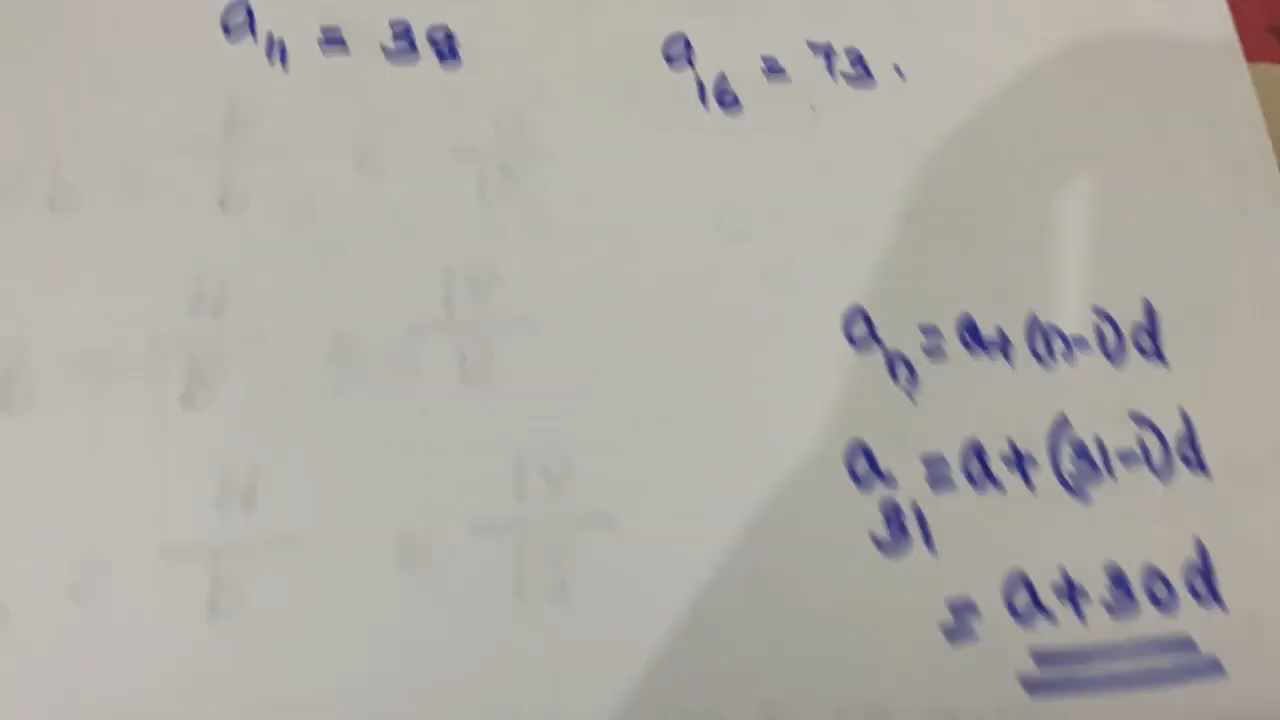 a₁₁ = 38 a₁₆ = 73.
aₙ = a+(n-1)d
a₃₁ = a+(31-1)d
= a+30d